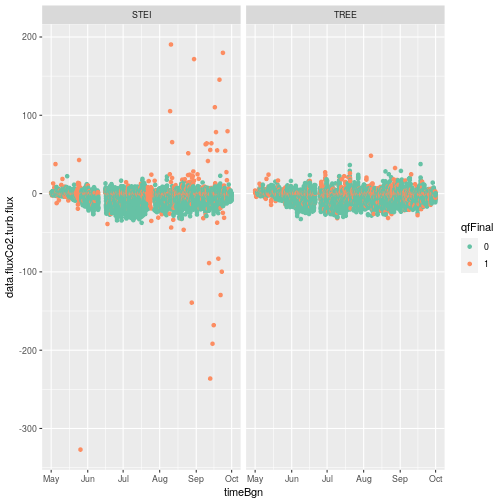 STEI TREE
200
100
0
-100
-200
-300
data.fluxCo2.turb.flux
May Jun Jul Aug Sep Oct May Jun Jul Aug Sep Oct
timeBgn
qfFinal
0
1